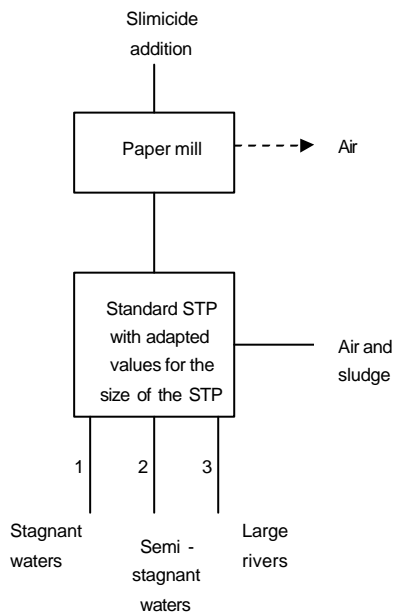 Slimicide
addition
Paper mill
Air
Standard STP
with adapted
values for the
size of the STP
Air and
sludge
1
2
3
Stagnant
waters
Semi -
stagnant
waters
Large
rivers